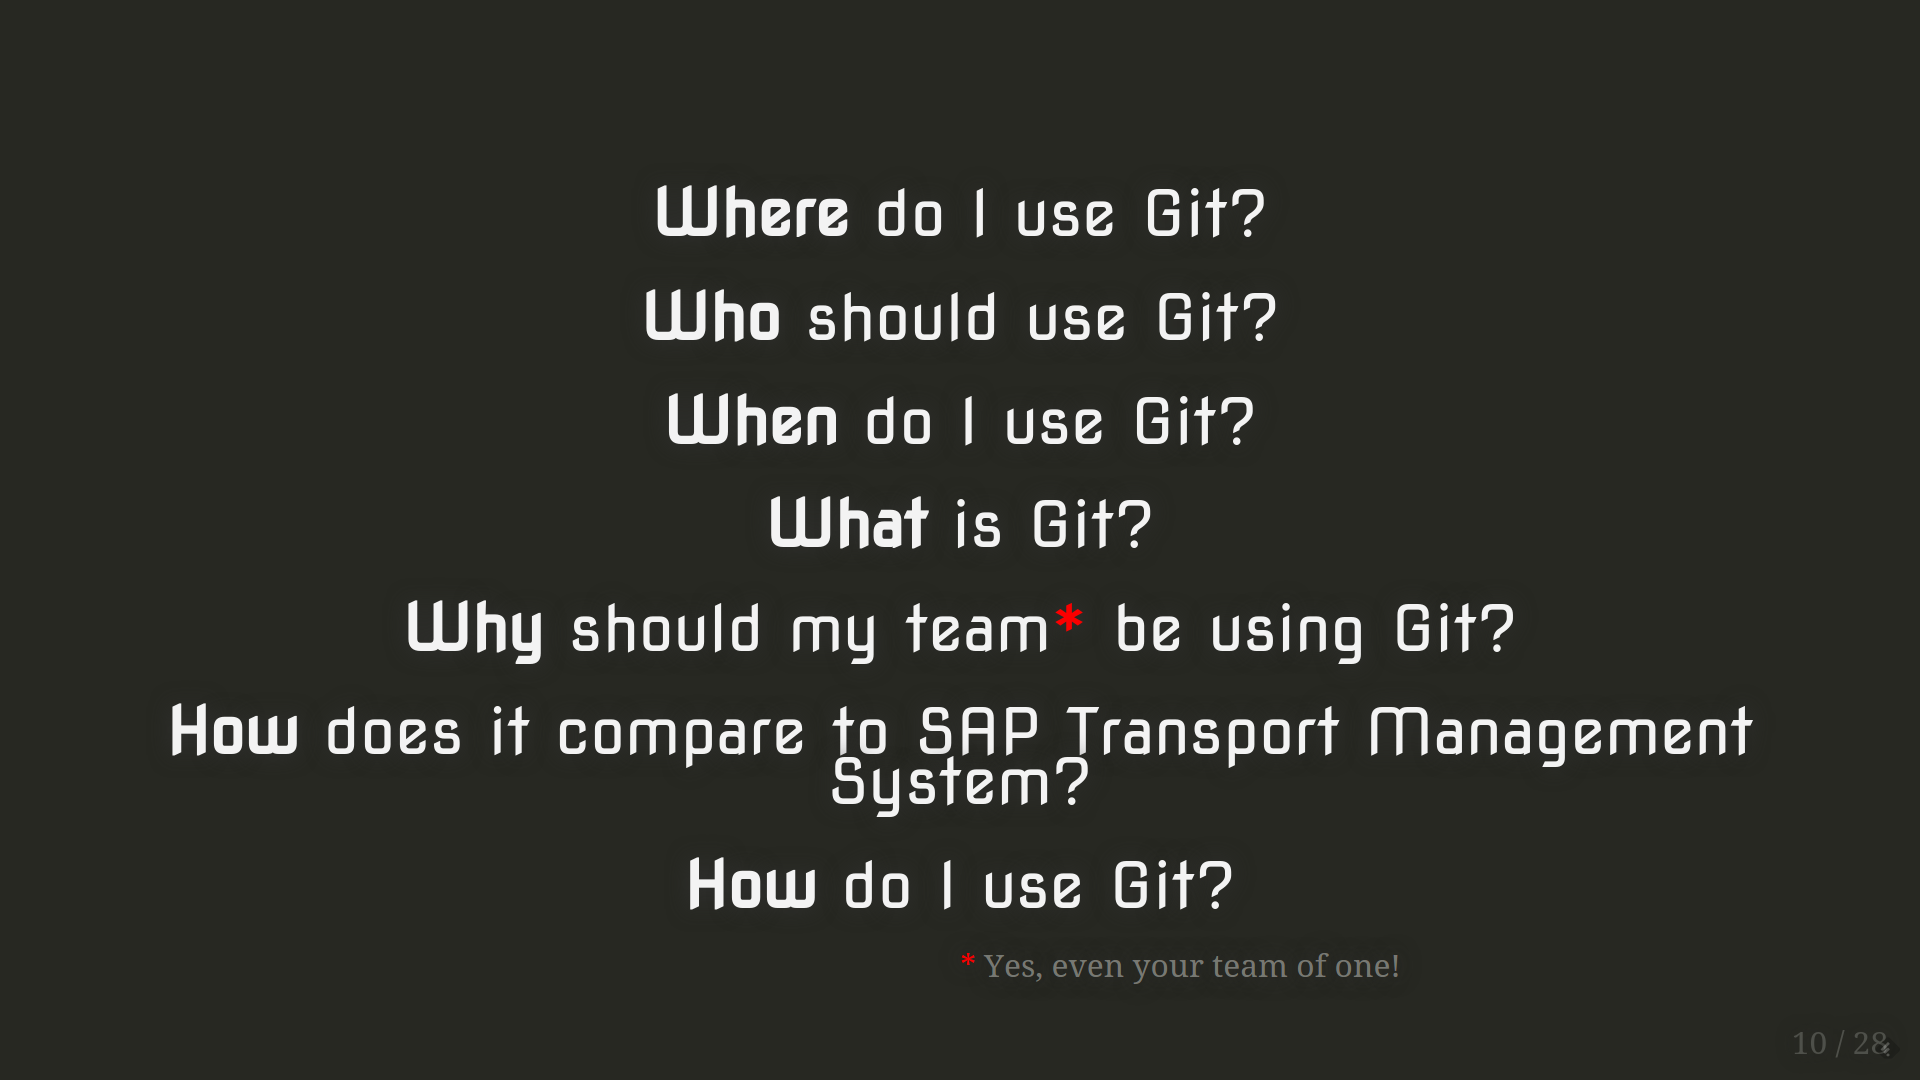 Where do I use Git?
Who should use Git?
When do I use Git?
What is Git?
Why should my team* be using Git?
How does it compare to SAP Transport Management
System?
How do I use Git?
* Yes, even your team of one!
10 / 28